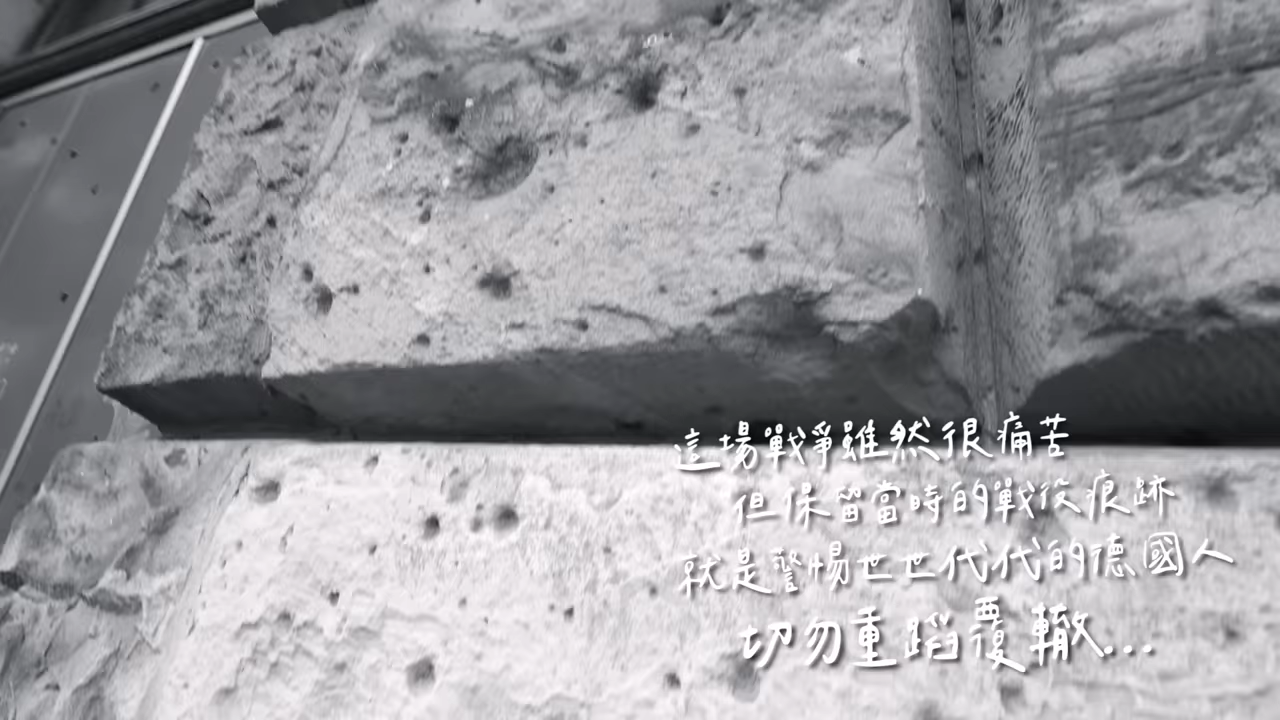 這場戰爭雖然很痛苦
但保留當時的戰役痕跡
就是警惕世世代代的德國人
切勿重蹈覆轍...